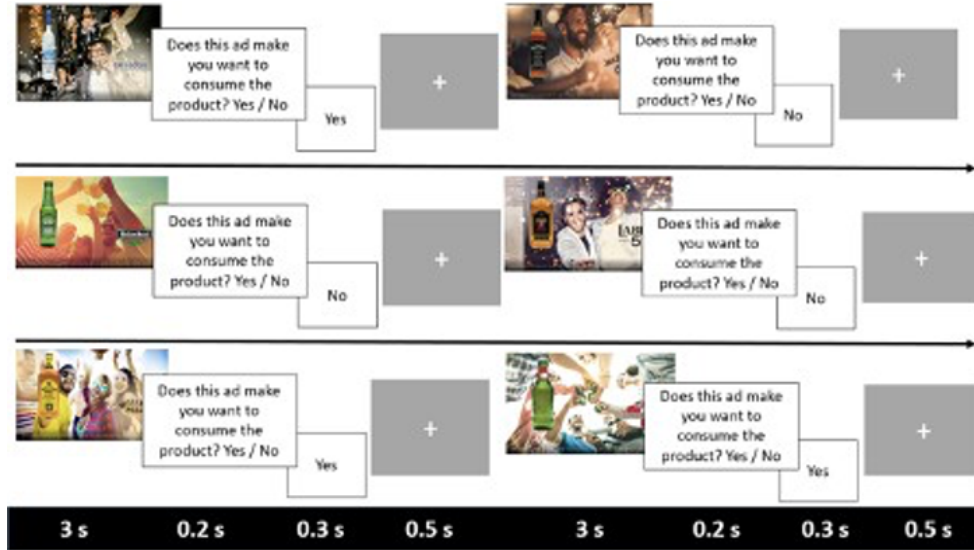 Does this ad make
you want to
consume the
product? Yes / No
Yes
+
Does this ad make
you want to
consume the
product? Yes / No
No
+
Does this ad make
you want to
consume the
product? Yes / No
No
+
LABEL
5
Does this ad make
you want to
consume the
product? Yes / No
No
+
Does this ad make
you want to
consume the
product? Yes / No
Yes
+
Does this ad make
you want to
consume the
product? Yes / No
Yes
+
3 s 0.2 s 0.3 s 0.5 s 3 s 0.2 s 0.3 s 0.5 s